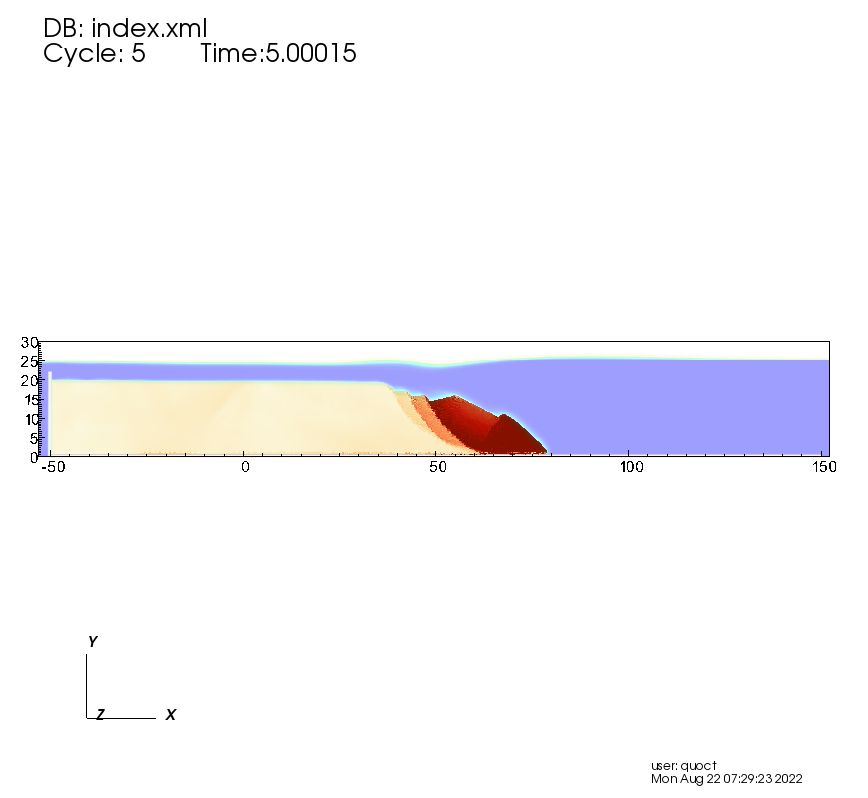 DB: index.xml
Cycle: 5 Time:5.00015
30
25
20
15
10
5
0
-50 0 50 100 150
Y
Z X
user: quoct
Mon Aug 22 07:29:23 2022